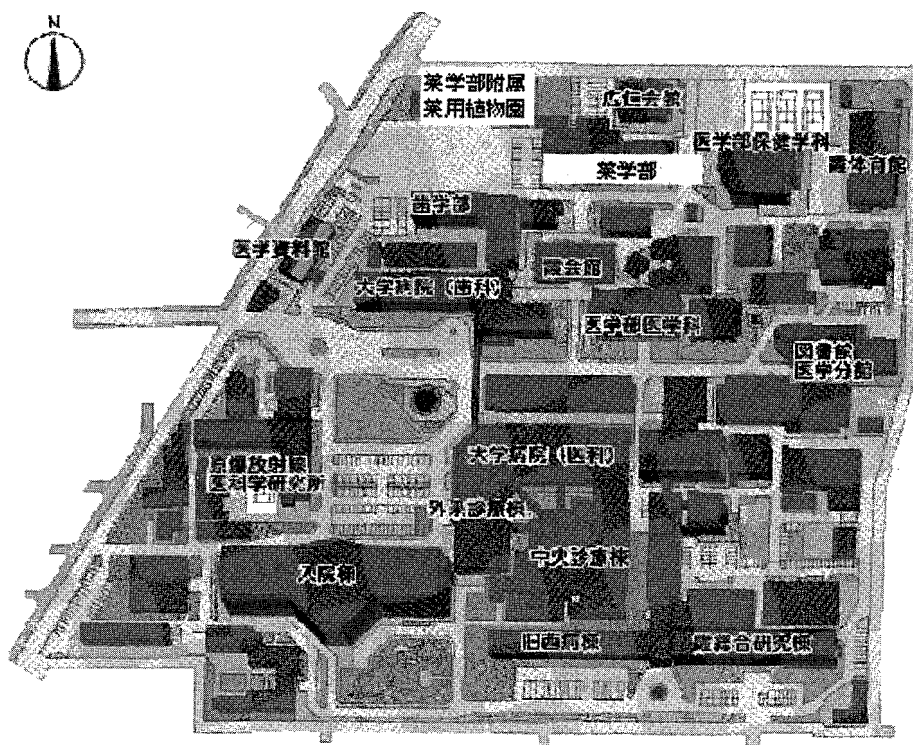 N
薬学部附属
薬用植物園
広仁会館
医学部保健学科
霞体育館
薬学部
歯学部
医学資料館
霞会館
大学病院(歯科)
医学部医学科
図書館
医学分館
大学病院(医科)
原爆放射線
医科学研究所
外来診療棟
中央診療棟
入院棟
旧西病棟
霞総合研究棟